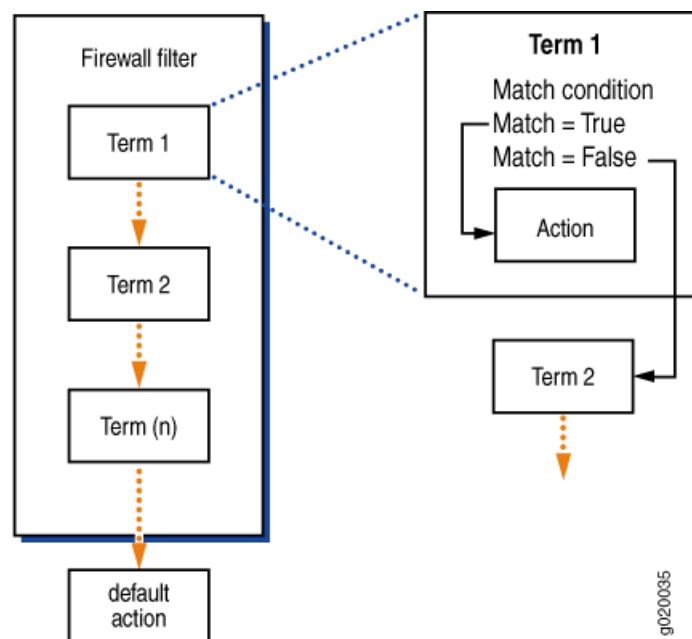 Firewall filter
Term 1
Term 2
Term (n)
default
action
Term 1
Match condition
Match = True
Match = False
Action
Term 2
g020035